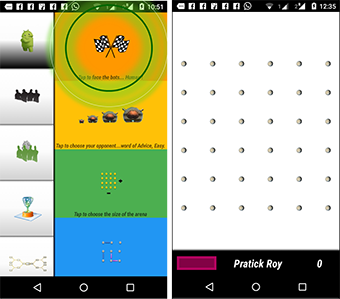 10:51
Tap to face the bots...
Tap to choose your opponent...word of Advice, Easy.
Tap to choose the size of the arena
12:35
Pratick Roy 0